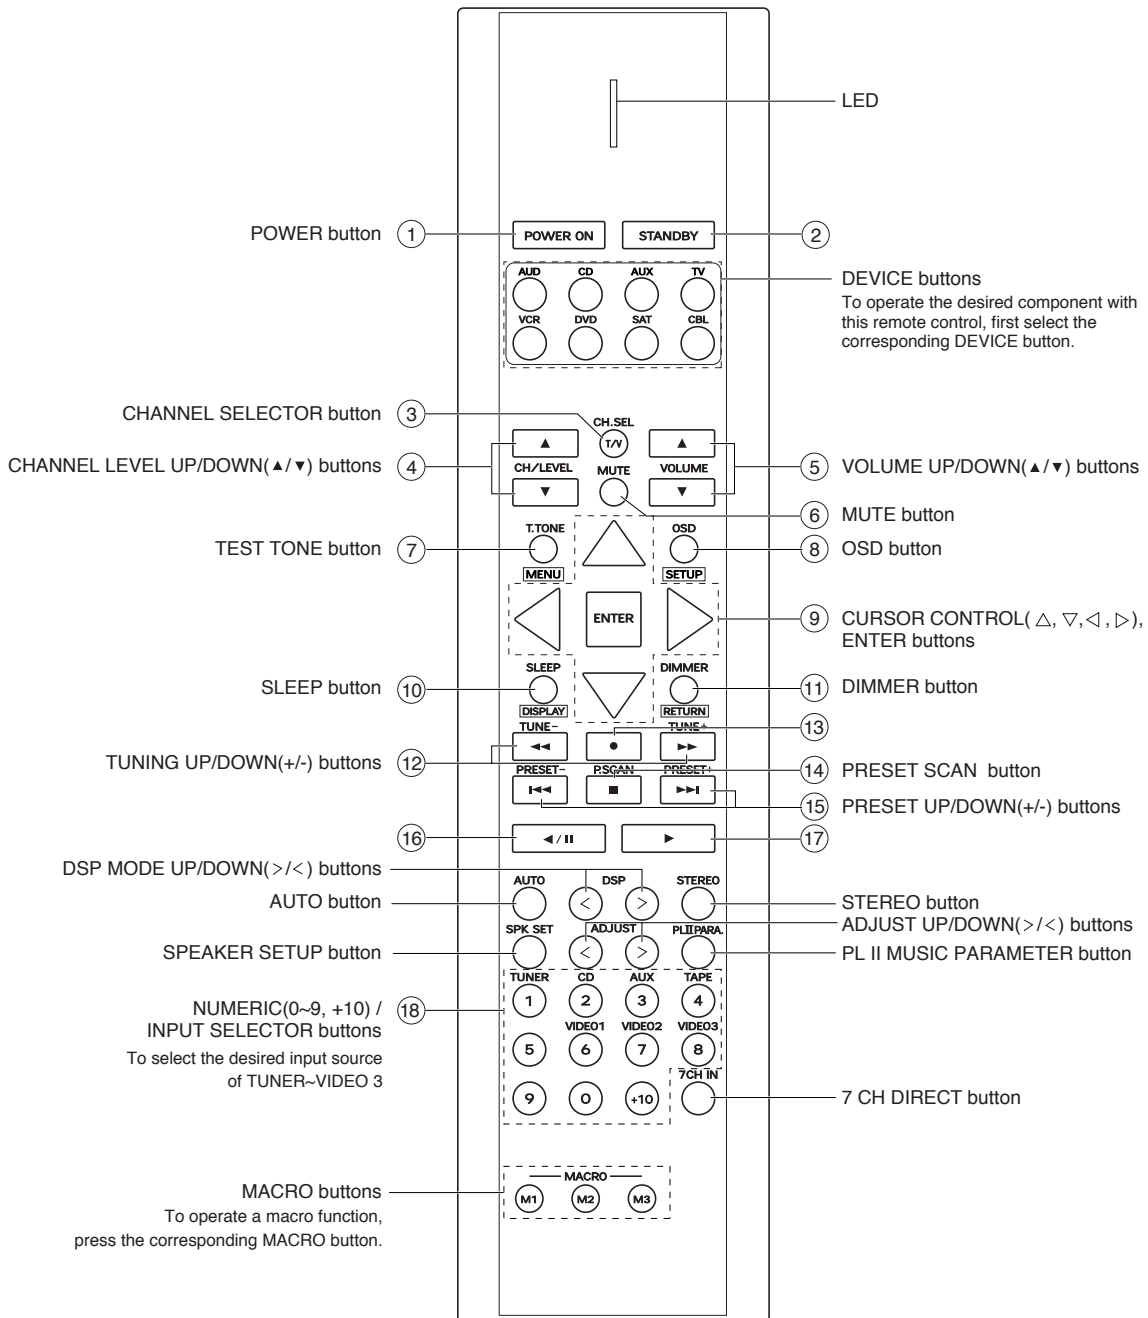 LED
POWER button 1 POWER ON STANDBY 2
AUD CD AUX TV
VCR DVD SAT CBL
DEVICE buttons
To operate the desired component with
this remote control, first select the
corresponding DEVICE button.
CHANNEL SELECTOR button 3 CH.SEL
T/V
CHANNEL LEVEL UP/DOWN(▲/▼) buttons 4 ▲ CH/LEVEL ▼
MUTE
▲ VOLUME ▼ 5 VOLUME UP/DOWN(▲/▼) buttons
6 MUTE button
TEST TONE button 7 T.TONE
MENU
OSD 8 OSD button
SETUP
ENTER
9 CURSOR CONTROL( △, ▽, ◁, ▷),
ENTER buttons
SLEEP button 10 SLEEP
DISPLAY
DIMMER 11 DIMMER button
RETURN
TUNE- TUNE+
◀◀ ● ▶▶ 13
TUNING UP/DOWN(+/-) buttons 12
PRESET- P.SCAN PRESET+
14 PRESET SCAN button
I◀◀ ■ ▶▶I
15 PRESET UP/DOWN(+/-) buttons
16 ◀/II ▶ 17
DSP MODE UP/DOWN(>/<) buttons
AUTO button AUTO < DSP > STEREO STEREO button
ADJUST UP/DOWN(>/<) buttons
SPEAKER SETUP button SPK SET < ADJUST > PLII PARA. PL II MUSIC PARAMETER button
TUNER CD AUX TAPE
1 2 3 4
NUMERIC(0~9, +10) / 18
INPUT SELECTOR buttons
To select the desired input source
of TUNER~VIDEO 3
VIDEO1 VIDEO2 VIDEO3
5 6 7 8
7CH IN
9 0 +10 7 CH DIRECT button
MACRO
M1 M2 M3
MACRO buttons
To operate a macro function,
press the corresponding MACRO button.